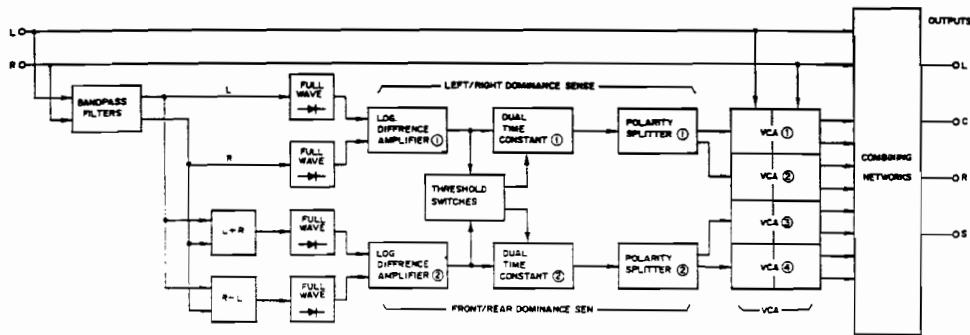 L
OUTPUTS
R
L
BANDPASS
FILTERS
L
FULL
WAVE
LEFT/RIGHT DOMINANCE SENSE
LOG
DIFFRENCE
AMPLIFIER ①
DUAL
TIME
CONSTANT ①
POLARITY
SPLITTER ①
VCA ①
C
R
FULL
WAVE
VCA ②
COMBINING
NETWORKS
R
THRESHOLD
SWITCHES
L+R
FULL
WAVE
VCA ③
S
LOG
DIFFRENCE
AMPLIFIER ②
DUAL
TIME
CONSTANT ②
POLARITY
SPLITTER ②
VCA ④
R-L
FULL
WAVE
FRONT/REAR DOMINANCE SEN
VCA